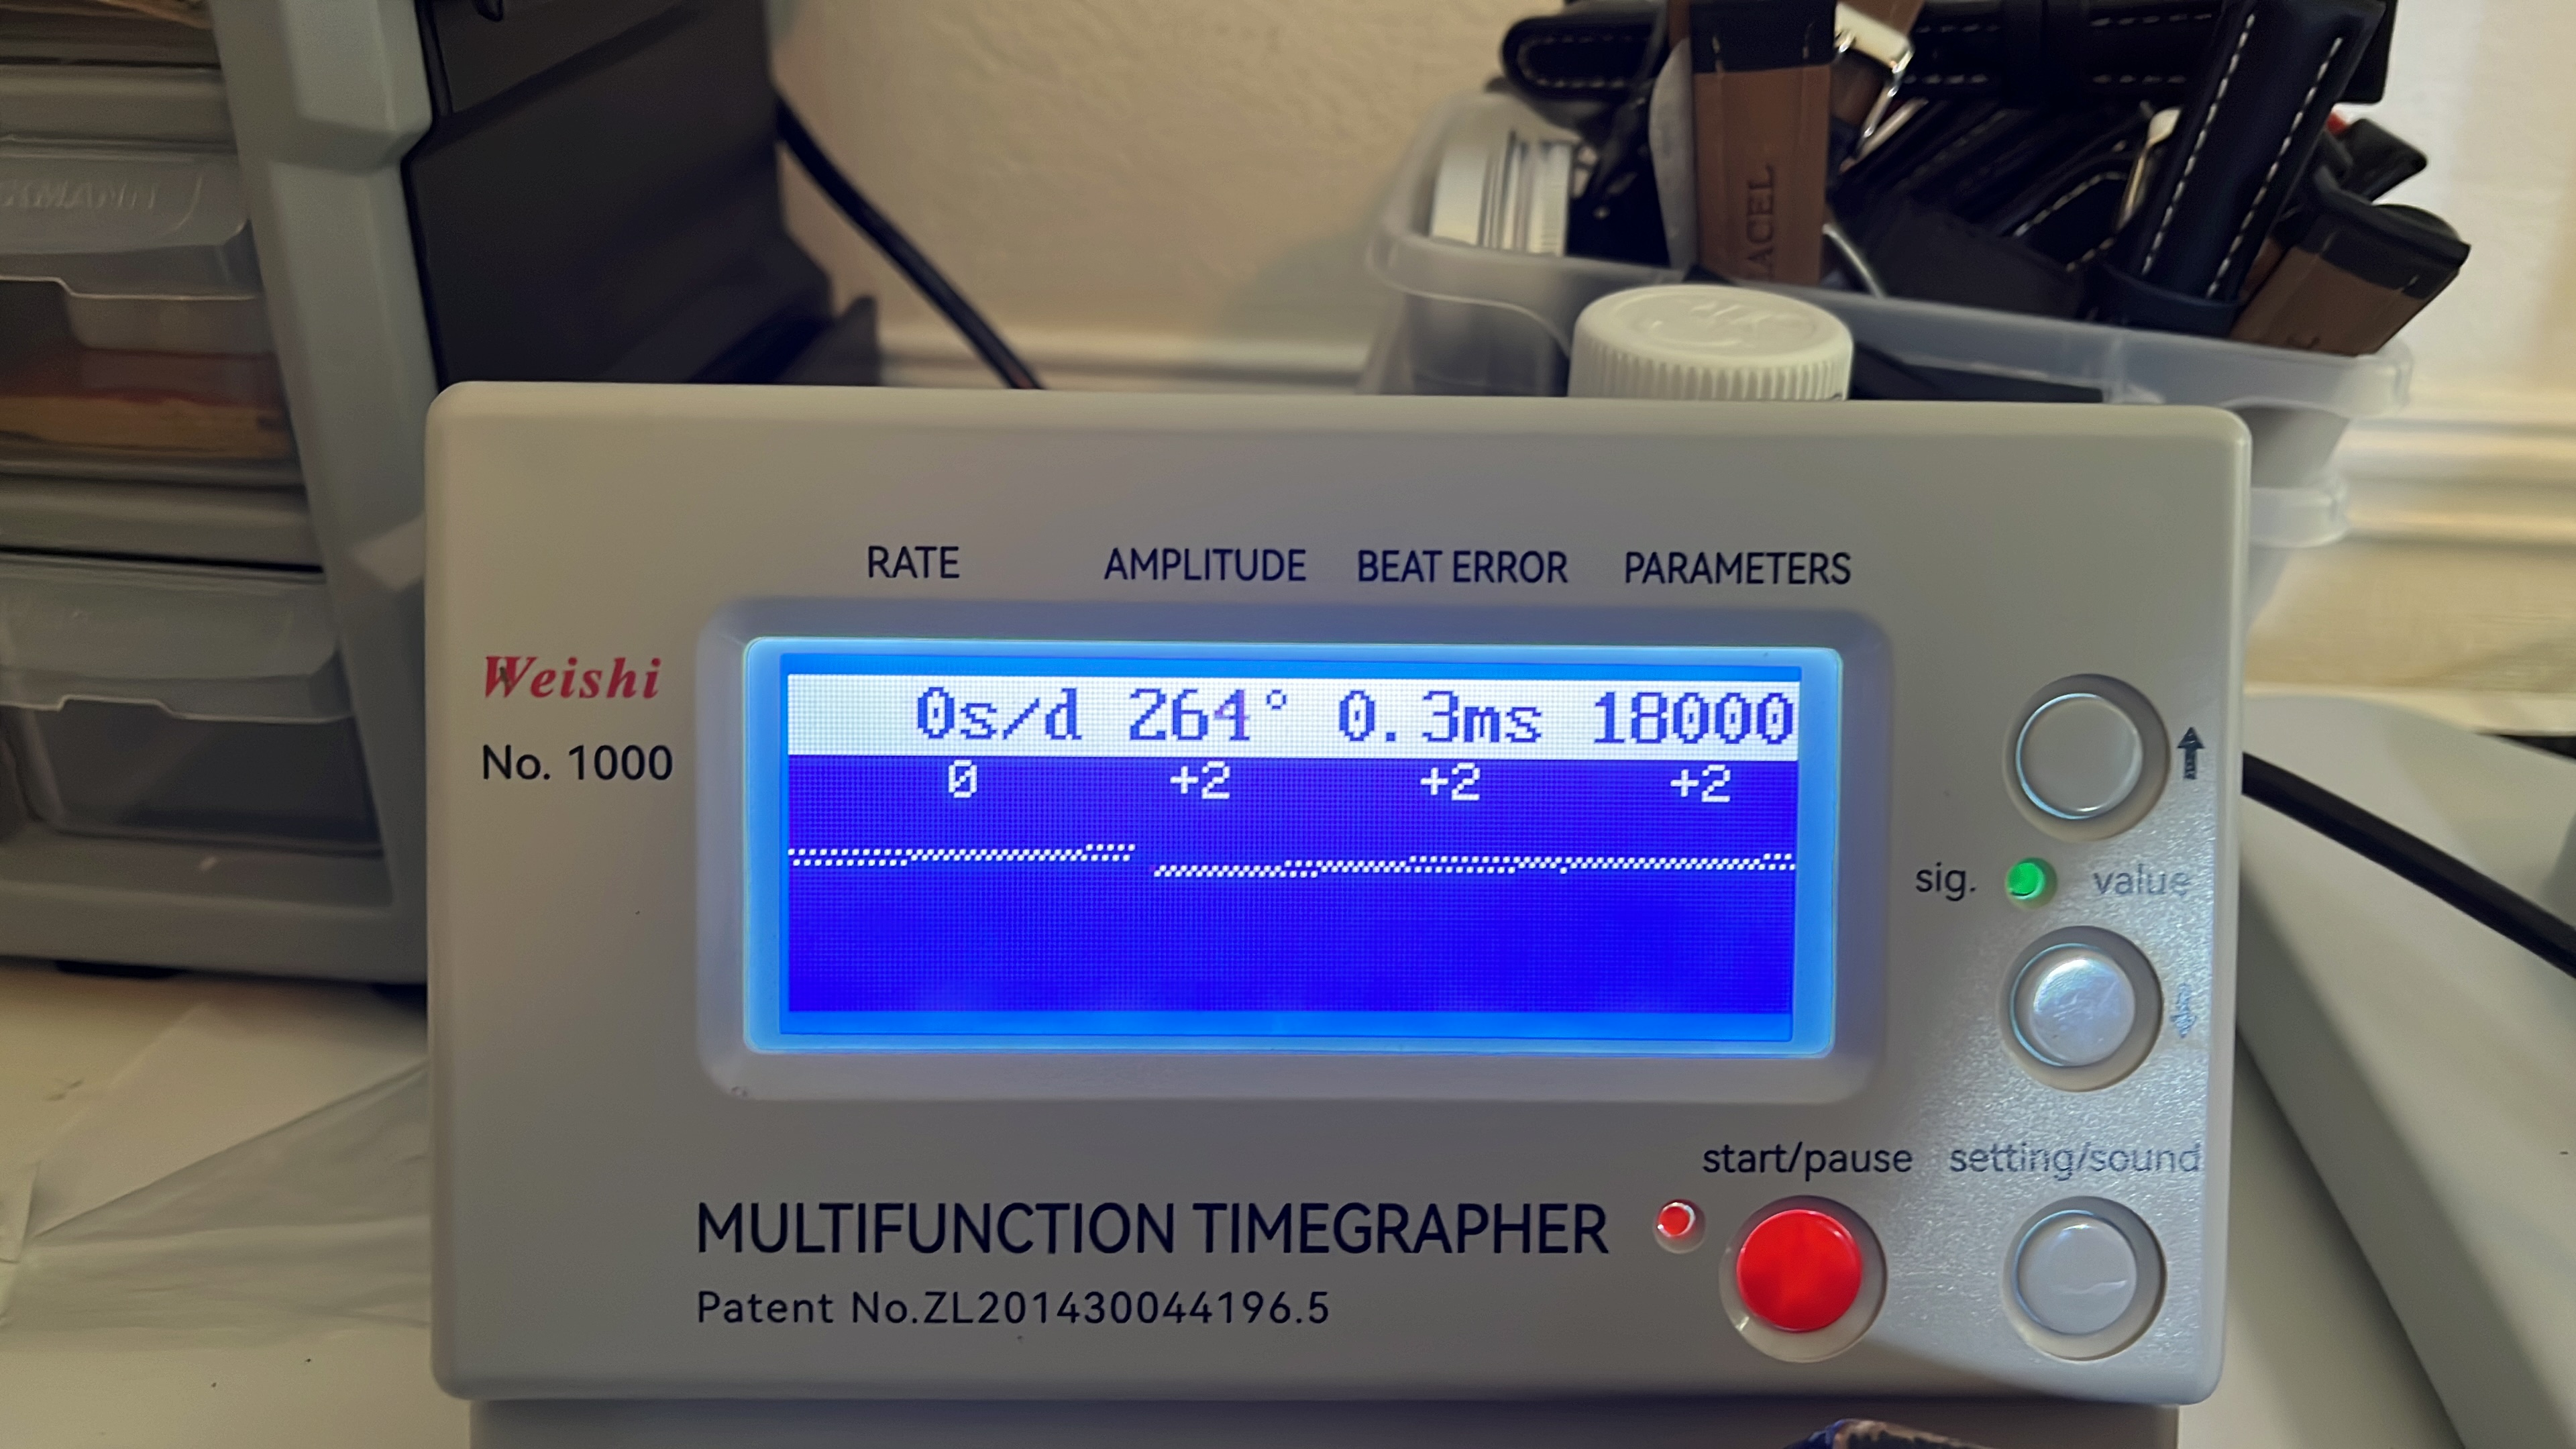 RATE AMPLITUDE BEAT ERROR PARAMETERS
Weishi
No. 1000
0s/d 264° 0.3ms 18000
0 +2 +2 +2
sig. value
start/pause setting/sound
MULTIFUNCTION TIMEGRAPHER
Patent No.ZL201430044196.5